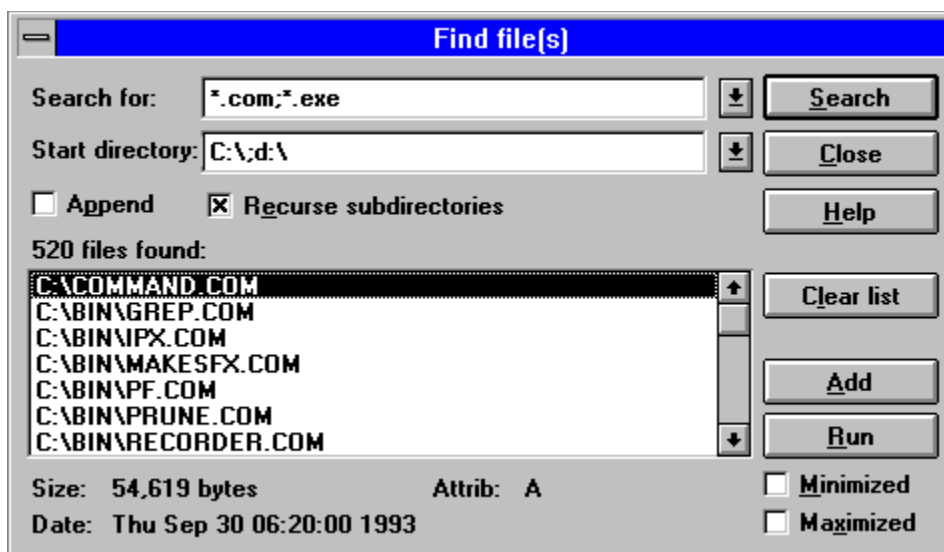 Find file(s)
Search for: *.com;*.exe
Search
Start directory: C:\;d:\
Close
Append
Recurse subdirectories
Help
520 files found:
C:\COMMAND.COM
C:\BIN\GREP.COM
C:\BIN\IPX.COM
C:\BIN\MAKESFX.COM
C:\BIN\PF.COM
C:\BIN\PRUNE.COM
C:\BIN\RECORDER.COM
Clear list
Add
Run
Size: 54,619 bytes
Attrib: A
Minimized
Date: Thu Sep 30 06:20:00 1993
Maximized